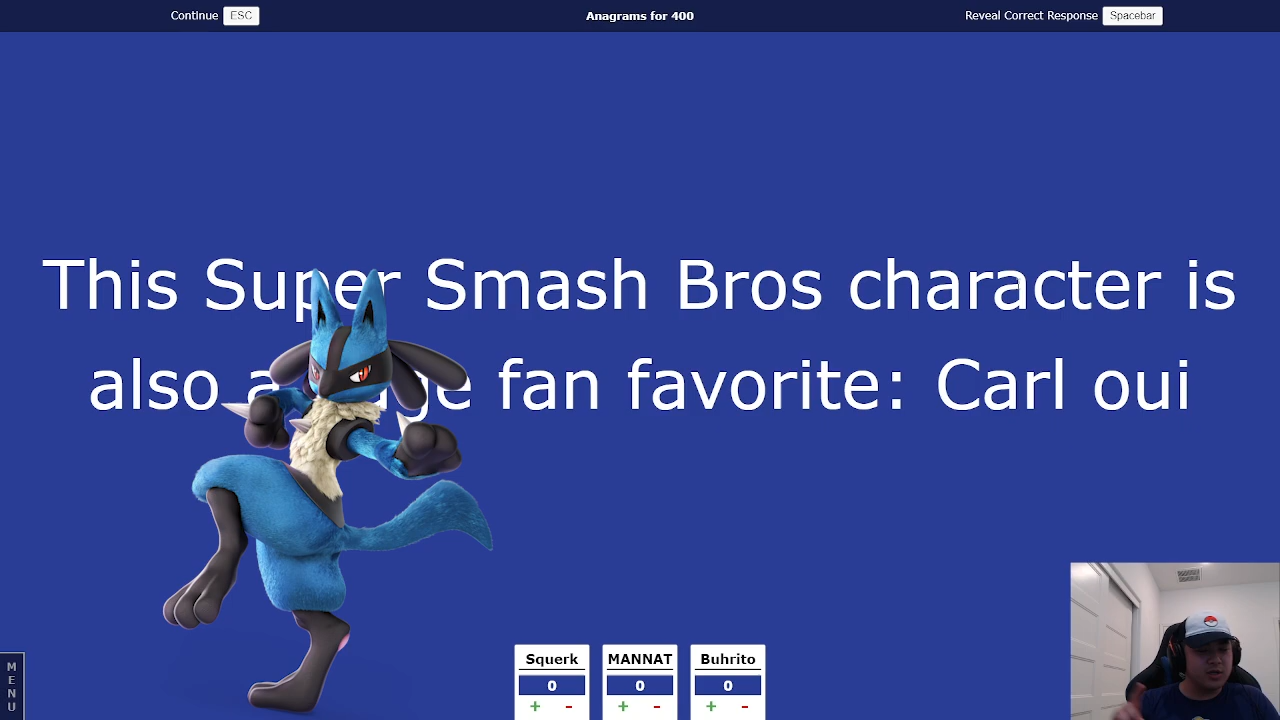 Continue ESC Anagrams for 400 Reveal Correct Response Spacebar
This Super Smash Bros character is
also a fan favorite: Carl oui
MENU
Squerk MANNAT Buhrito
0 0 0
+ - + - + -